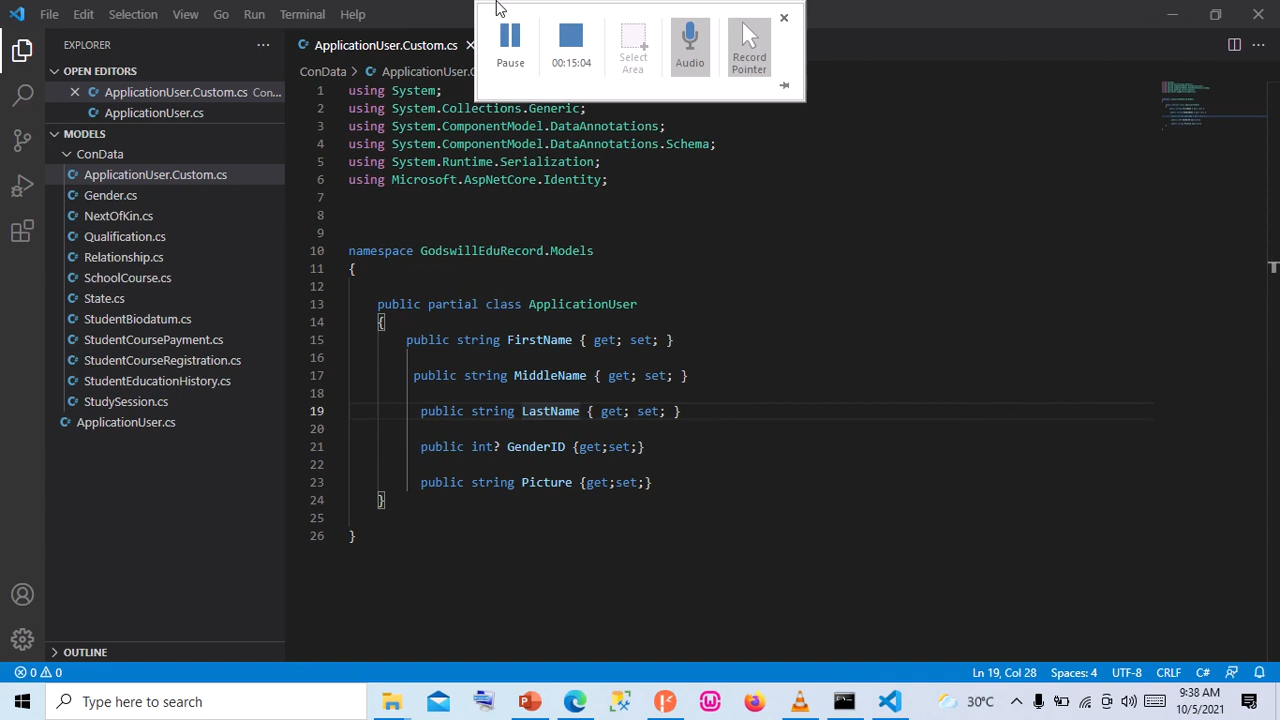 File Edit Selection View Go Run Terminal Help
Pause
00:15:04
Select Area
Audio
Record Pointer
EXPLORER
OPEN EDITORS
ApplicationUser.Custom.cs Con...
ApplicationUser.cs
MODELS
ConData
ApplicationUser.Custom.cs
Gender.cs
NextOfKin.cs
Qualification.cs
Relationship.cs
SchoolCourse.cs
State.cs
StudentBiodatum.cs
StudentCoursePayment.cs
StudentCourseRegistration.cs
StudentEducationHistory.cs
StudySession.cs
ApplicationUser.cs
OUTLINE
ApplicationUser.Custom.cs
ConData > ApplicationUser.C
1 using System;
2 using System.Collections.Generic;
3 using System.ComponentModel.DataAnnotations;
4 using System.ComponentModel.DataAnnotations.Schema;
5 using System.Runtime.Serialization;
6 using Microsoft.AspNetCore.Identity;
7
8
9
10 namespace GodswillEduRecord.Models
11 {
12
13 public partial class ApplicationUser
14 {
15 public string FirstName { get; set; }
16
17 public string MiddleName { get; set; }
18
19 public string LastName { get; set; }
20
21 public int? GenderID {get;set;}
22
23 public string Picture {get;set;}
24 }
25
26 }
0 0
Ln 19, Col 28 Spaces: 4 UTF-8 CRLF C#
Type here to search
30°C
9:38 AM
10/5/2021